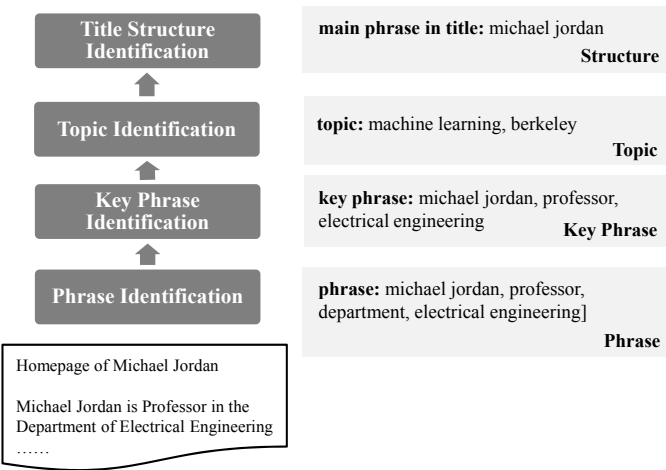 Title Structure
Identification
main phrase in title: michael jordan
Structure
Topic Identification
topic: machine learning, berkeley
Topic
Key Phrase
Identification
key phrase: michael jordan, professor,
electrical engineering
Key Phrase
Phrase Identification
phrase: michael jordan, professor,
department, electrical engineering]
Phrase
Homepage of Michael Jordan
Michael Jordan is Professor in the
Department of Electrical Engineering
……